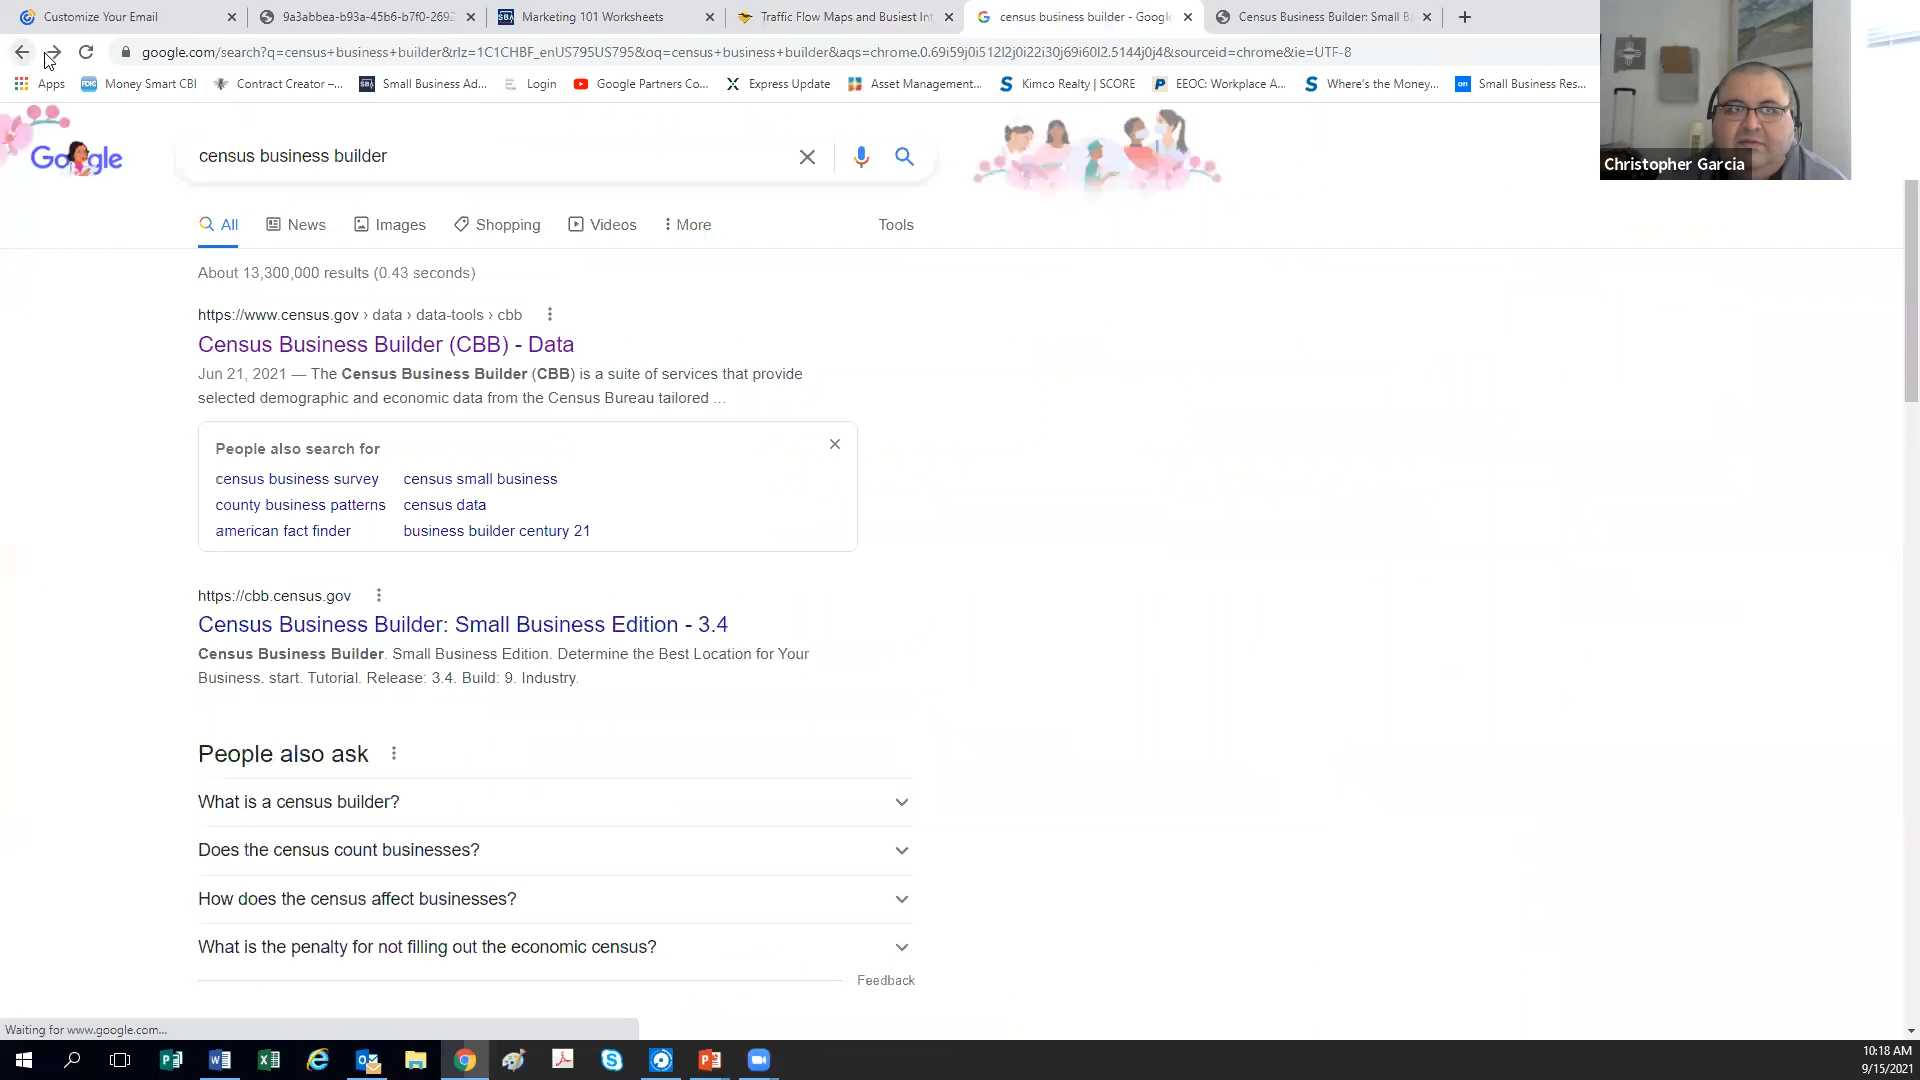 Customize Your Email
9a3abbea-b93a-45b6-b7f0-2692
Marketing 101 Worksheets
Traffic Flow Maps and Busiest Int
census business builder - Google
Census Business Builder: Small B
google.com/search?q=census+business+builder&rlz=1C1CHBF_enUS795US795&oq=census+business+builder&aqs=chrome.0.69i59j0i512l2j0i22i30j69i60l2.5144j0j4&sourceid=chrome&ie=UTF-8
Apps
Money Smart CBI
Contract Creator –...
Small Business Ad...
Login
Google Partners Co...
Express Update
Asset Management...
Kimco Realty | SCORE
EEOC: Workplace A...
Where's the Money...
Small Business Res...
Christopher Garcia
Google
census business builder
All
News
Images
Shopping
Videos
More
Tools
About 13,300,000 results (0.43 seconds)
https://www.census.gov › data › data-tools › cbb
Census Business Builder (CBB) - Data
Jun 21, 2021 — The Census Business Builder (CBB) is a suite of services that provide
selected demographic and economic data from the Census Bureau tailored ...
People also search for
census business survey
census small business
county business patterns
census data
american fact finder
business builder century 21
https://cbb.census.gov
Census Business Builder: Small Business Edition - 3.4
Census Business Builder. Small Business Edition. Determine the Best Location for Your
Business. start. Tutorial. Release: 3.4. Build: 9. Industry.
People also ask
What is a census builder?
Does the census count businesses?
How does the census affect businesses?
What is the penalty for not filling out the economic census?
Feedback
Waiting for www.google.com...
10:18 AM
9/15/2021